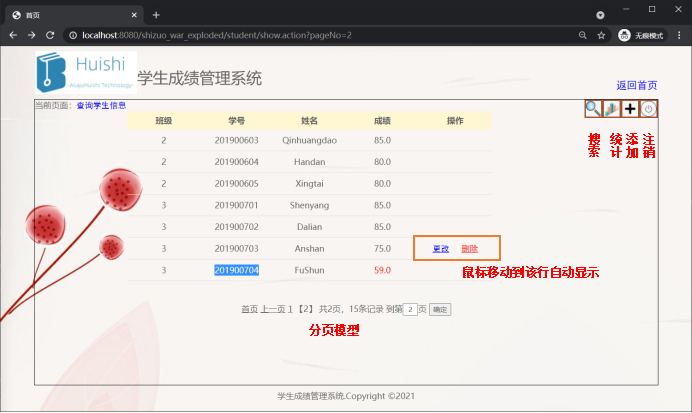 首页
localhost:8080/shizuo_war_exploded/student/show.action?pageNo=2
无痕模式
Huishi
学生成绩管理系统
返回首页
当前页面：查询学生信息
班级 学号 姓名 成绩 操作
2 201900603 Qinhuangdao 85.0
2 201900604 Handan 80.0
2 201900605 Xingtai 80.0
3 201900701 Shenyang 85.0
3 201900702 Dalian 85.0
3 201900703 Anshan 75.0 更改 删除
3 201900704 FuShun 59.0
搜索 统计 添加 注销
鼠标移动到该行自动显示
首页 上一页 1 【2】 共2页，15条记录 到第 2 页 确定
分页模型
学生成绩管理系统.Copyright ©2021